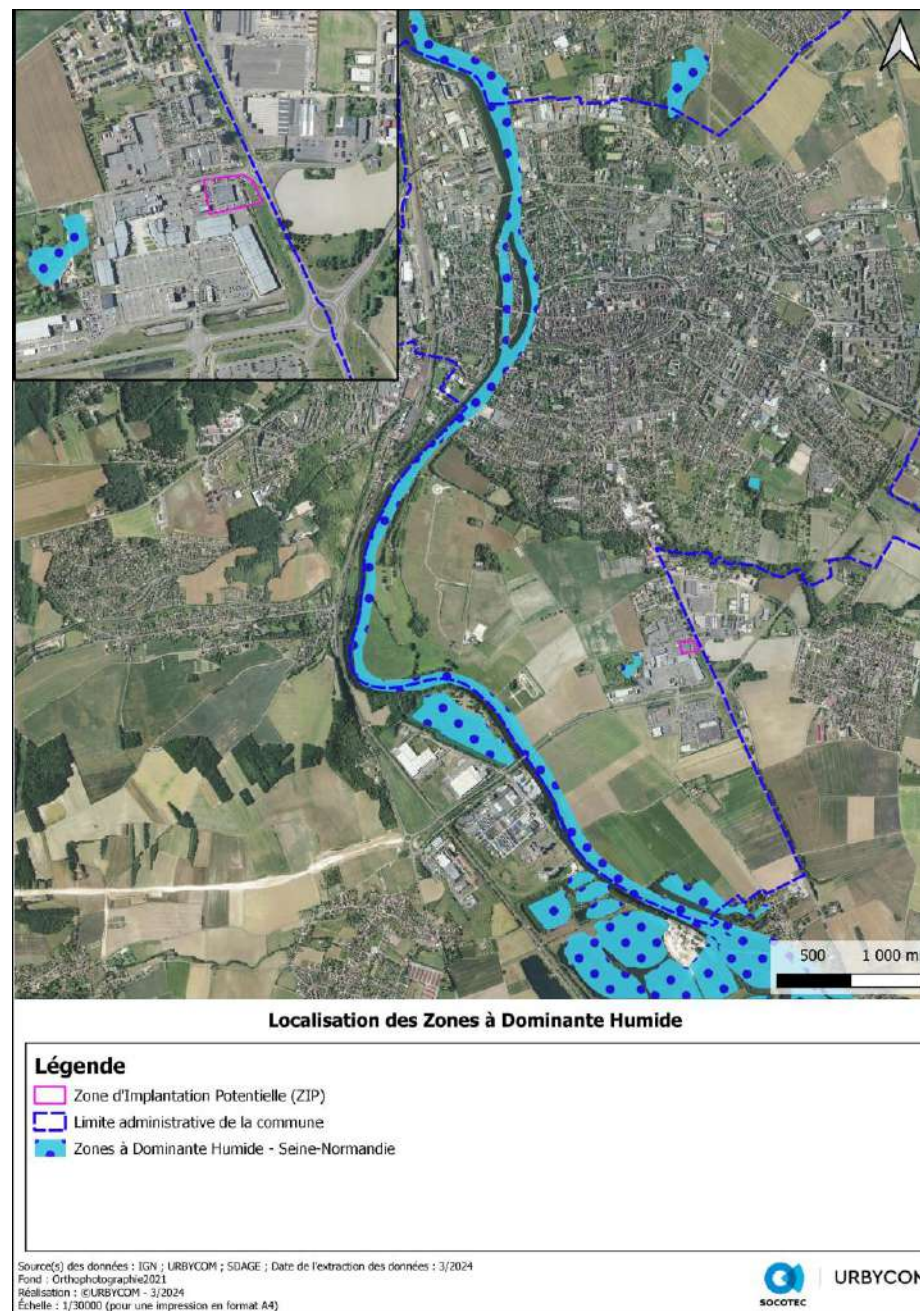 500 1 000 m
Localisation des Zones à Dominante Humide
Légende
Zone d'Implantation Potentielle (ZIP)
Limite administrative de la commune
Zones à Dominante Humide - Seine-Normandie
Source(s) des données : IGN ; URBYCOM ; SDAGE ; Date de l'extraction des données : 3/2024
Fond : Orthophotographie2021
Réalisation : ©URBYCOM - 3/2024
Échelle : 1/30000 (pour une impression en format A4)
SOCOTEC
URBYCOM